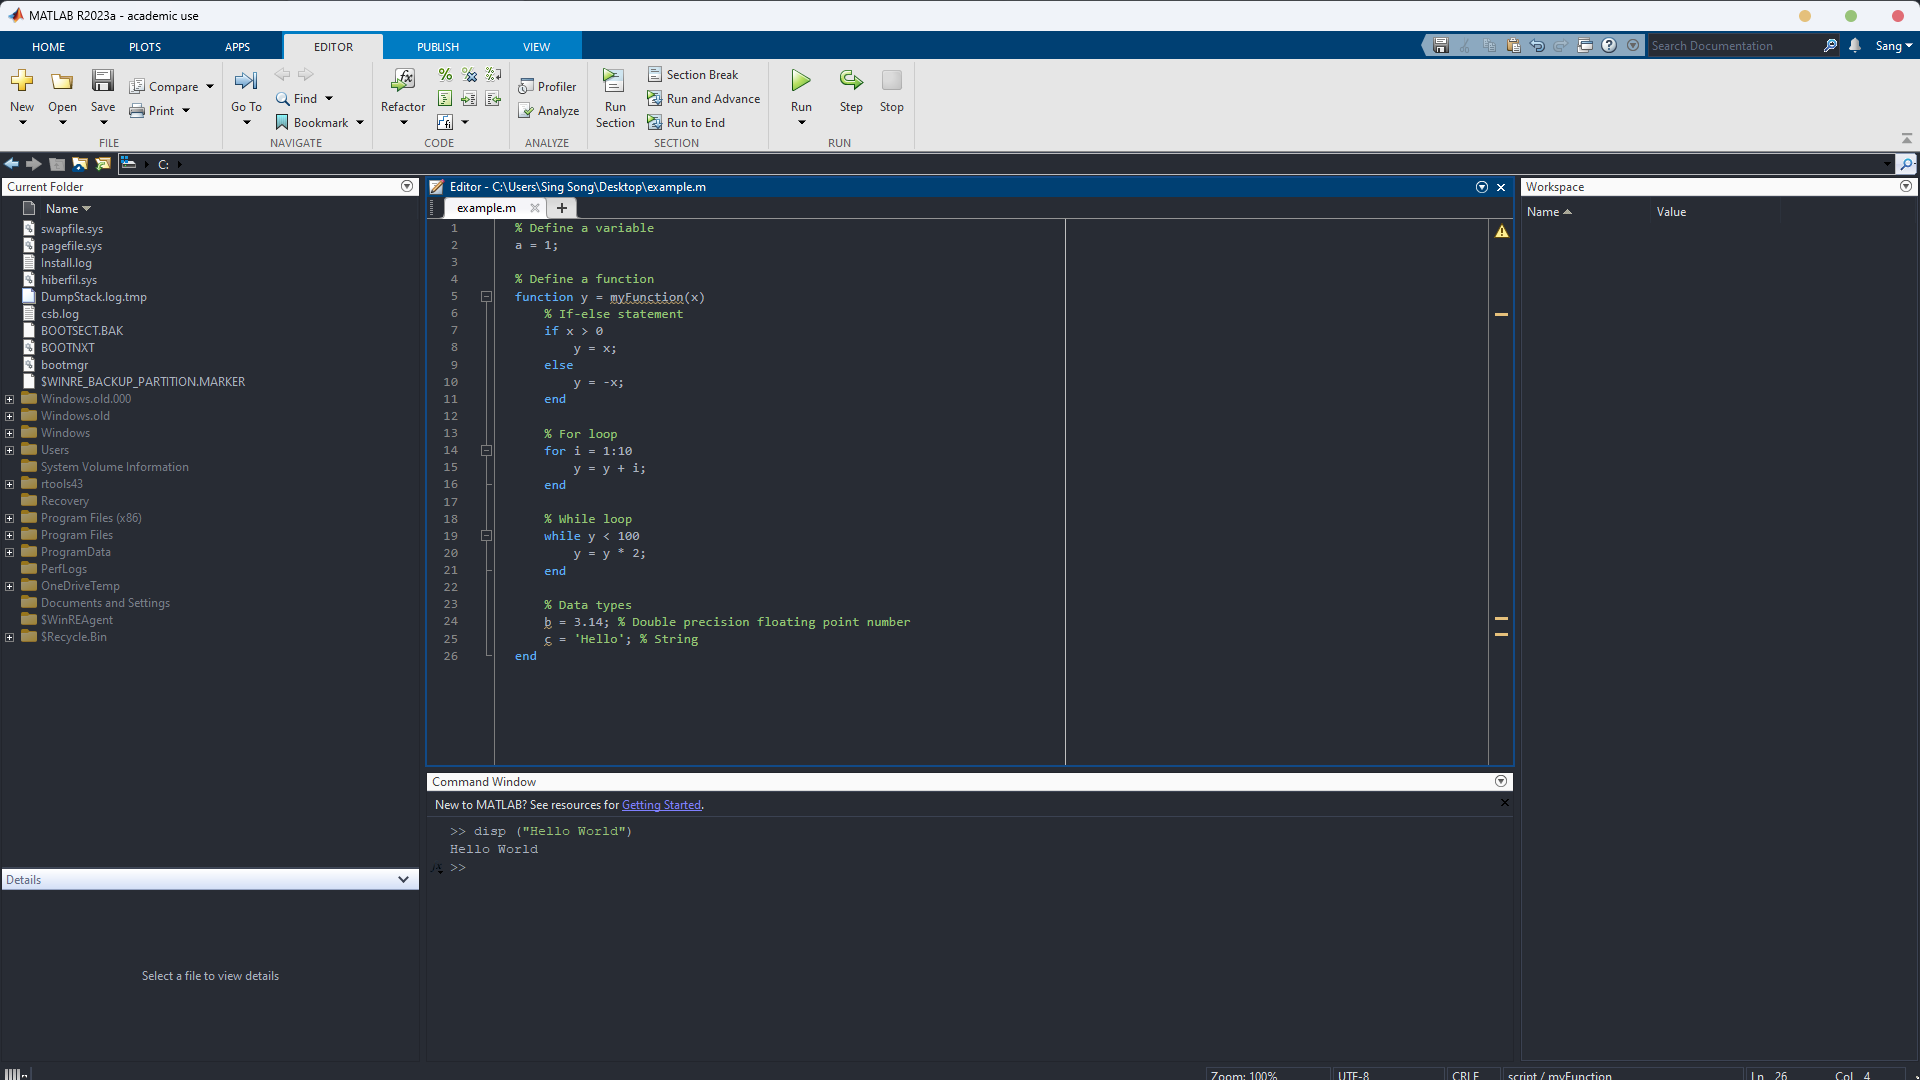 MATLAB R2023a - academic use
HOME PLOTS APPS EDITOR PUBLISH VIEW
Search Documentation
Sang
New Open Save Compare Print
FILE
Go To Find Bookmark
NAVIGATE
Refactor
CODE
Profiler
Analyze
ANALYZE
Run Section
Section Break
Run and Advance
Run to End
SECTION
Run Step Stop
RUN
C:
Current Folder
Name
swapfile.sys
pagefile.sys
Install.log
hiberfil.sys
DumpStack.log.tmp
csb.log
BOOTSECT.BAK
BOOTNXT
bootmgr
$WINRE_BACKUP_PARTITION.MARKER
Windows.old.000
Windows.old
Windows
Users
System Volume Information
rtools43
Recovery
Program Files (x86)
Program Files
ProgramData
PerfLogs
OneDriveTemp
Documents and Settings
$WinREAgent
$Recycle.Bin
Details
Select a file to view details
Editor - C:\Users\Sing Song\Desktop\example.m
example.m
1 % Define a variable
2 a = 1;
3
4 % Define a function
5 function y = myFunction(x)
6 % If-else statement
7 if x > 0
8 y = x;
9 else
10 y = -x;
11 end
12
13 % For loop
14 for i = 1:10
15 y = y + i;
16 end
17
18 % While loop
19 while y < 100
20 y = y * 2;
21 end
22
23 % Data types
24 b = 3.14; % Double precision floating point number
25 c = 'Hello'; % String
26 end
Command Window
New to MATLAB? See resources for Getting Started.
>> disp ("Hello World")
Hello World
>>
Workspace
Name Value
Zoom: 100% UTF-8 CRLF script / myFunction Ln 26 Col 4